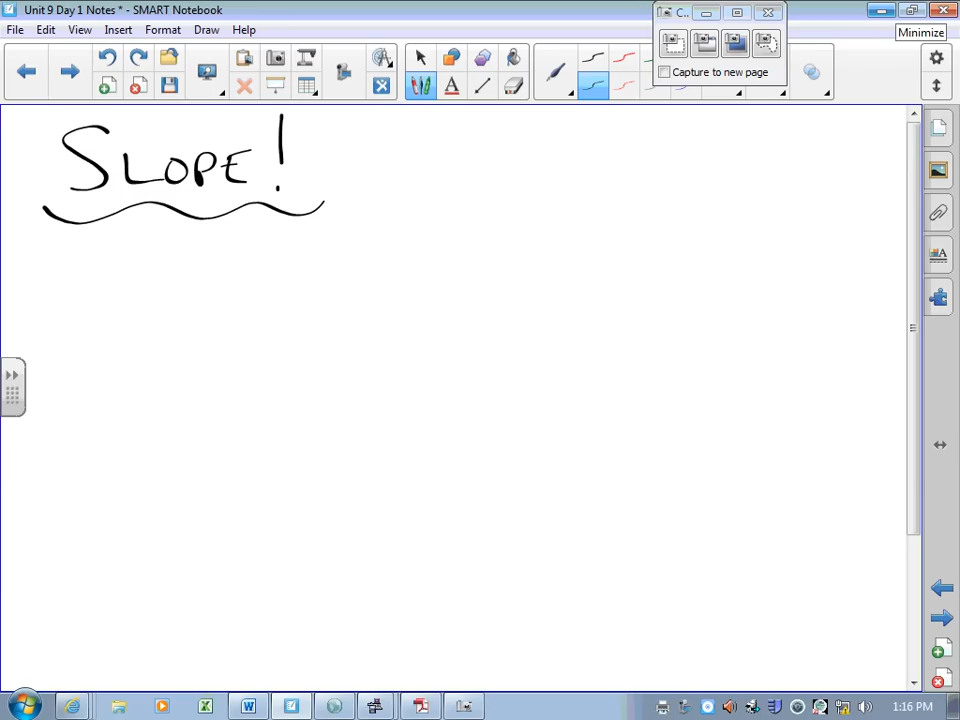 Unit 9 Day 1 Notes * - SMART Notebook
C..
Minimize
File Edit View Insert Format Draw Help
Capture to new page
SLOPE!
1:16 PM